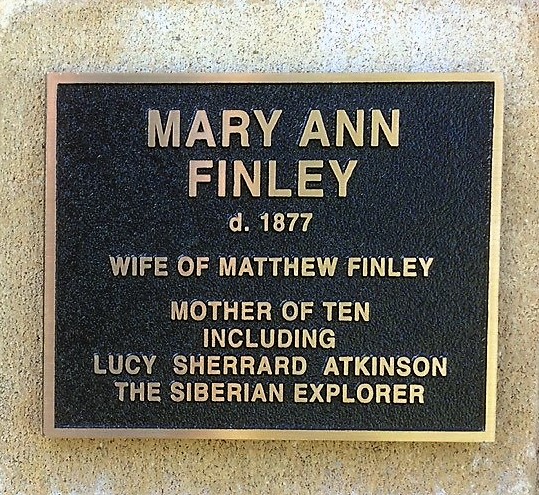 MARY ANN
FINLEY
d. 1877
WIFE OF MATTHEW FINLEY
MOTHER OF TEN
INCLUDING
LUCY SHERRARD ATKINSON
THE SIBERIAN EXPLORER